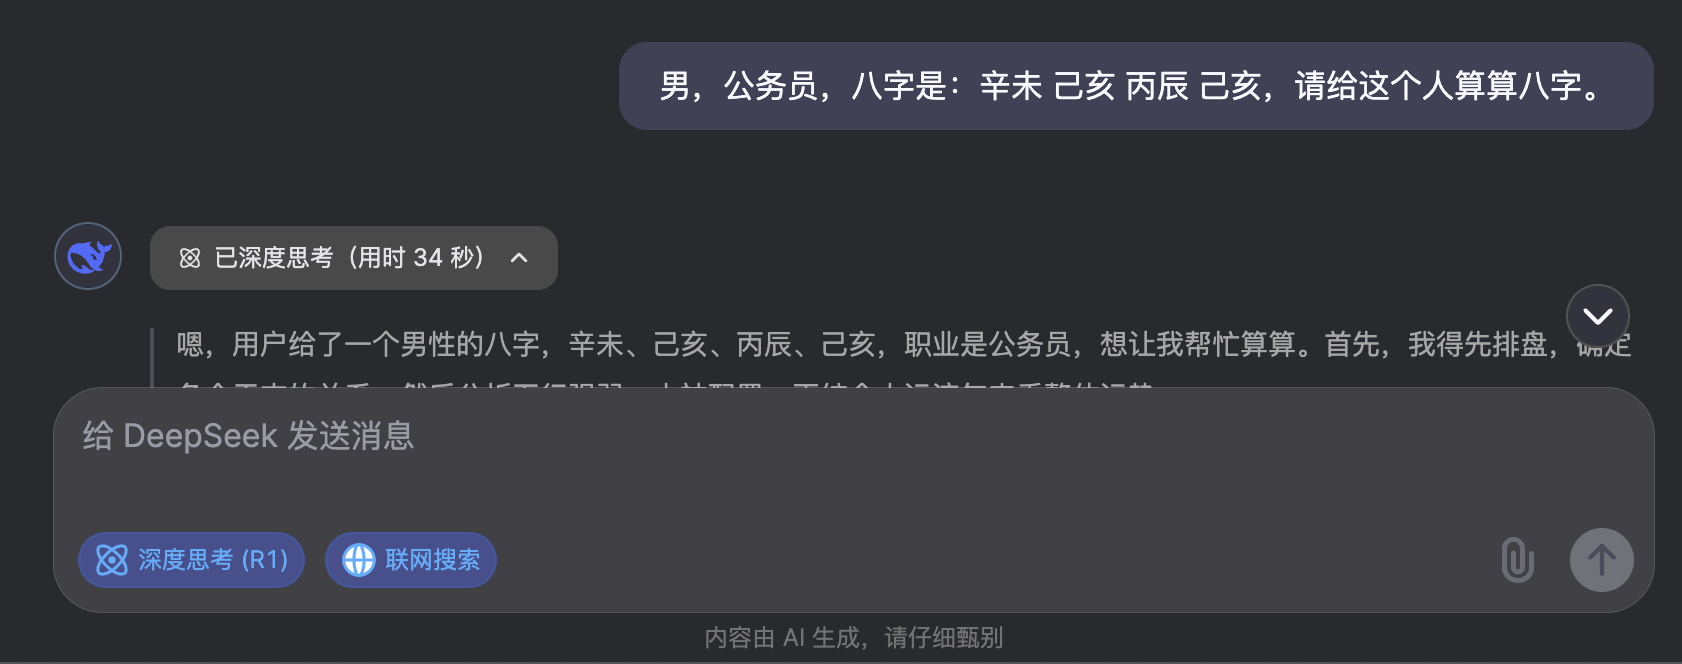 男，公务员，八字是：辛未 己亥 丙辰 己亥，请给这个人算算八字。
已深度思考（用时 34 秒）
嗯，用户给了一个男性的八字，辛未、己亥、丙辰、己亥，职业是公务员，想让我帮忙算算。首先，我得先排盘，确定
给 DeepSeek 发送消息
深度思考 (R1)
联网搜索
内容由 AI 生成，请仔细甄别